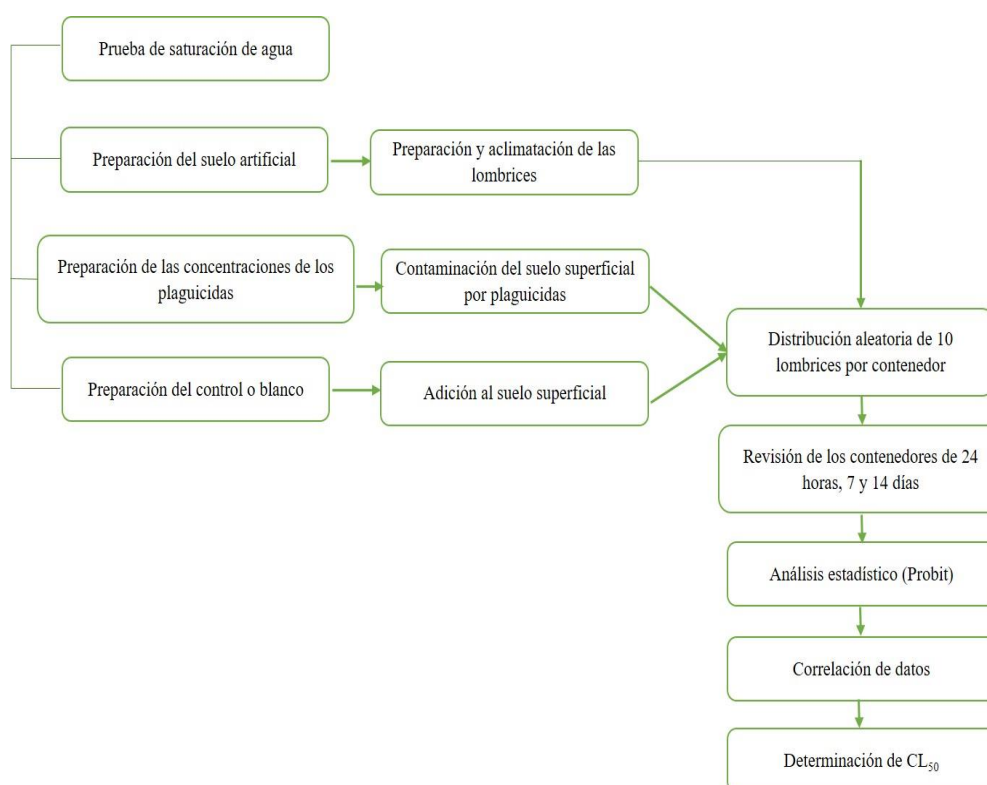 Prueba de saturación de agua
Preparación del suelo artificial
Preparación y aclimatación de las
lombrices
Preparación de las concentraciones de los
plaguicidas
Contaminación del suelo superficial
por plaguicidas
Preparación del control o blanco
Adición al suelo superficial
Distribución aleatoria de 10
lombrices por contenedor
Revisión de los contenedores de 24
horas, 7 y 14 días
Análisis estadístico (Probit)
Correlación de datos
Determinación de CL₅₀